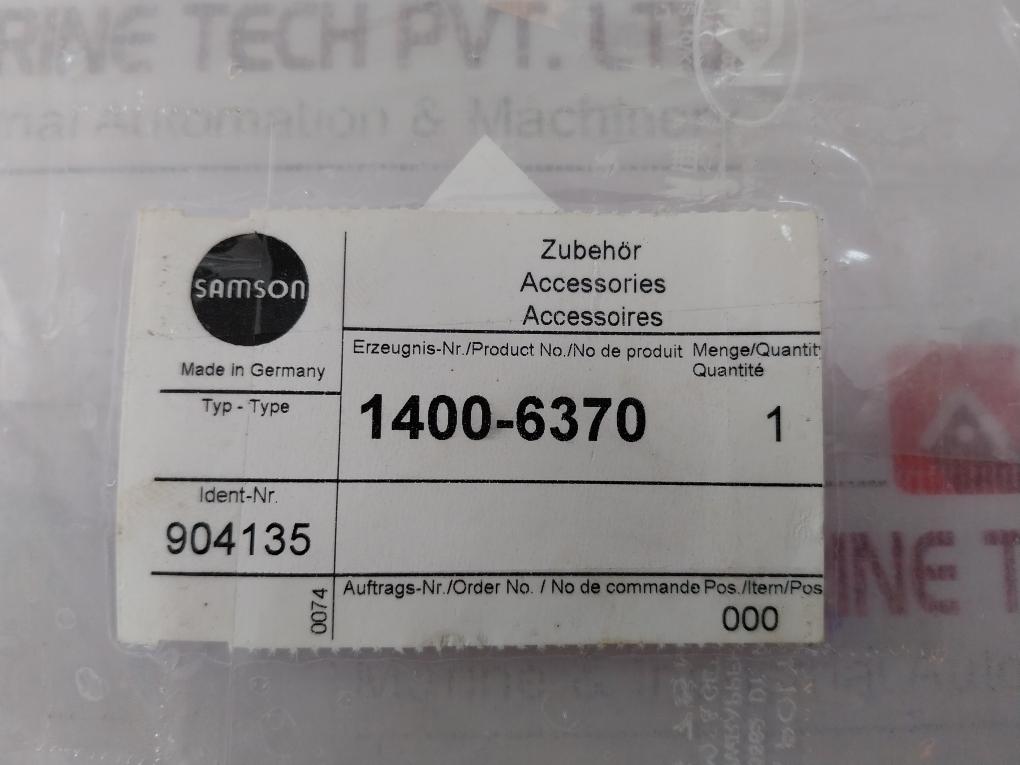 RINE TECH PVT. LT
Automation & Machinery
SAMSON
Made in Germany
Zubehör
Accessories
Accessoires
Typ - Type
Erzeugnis-Nr./Product No./No de produit
Menge/Quantity
Quantité
1400-6370
1
Ident-Nr.
904135
0074
Auftrags-Nr./Order No. / No de commande
Pos./Item/Pos
000
INE T